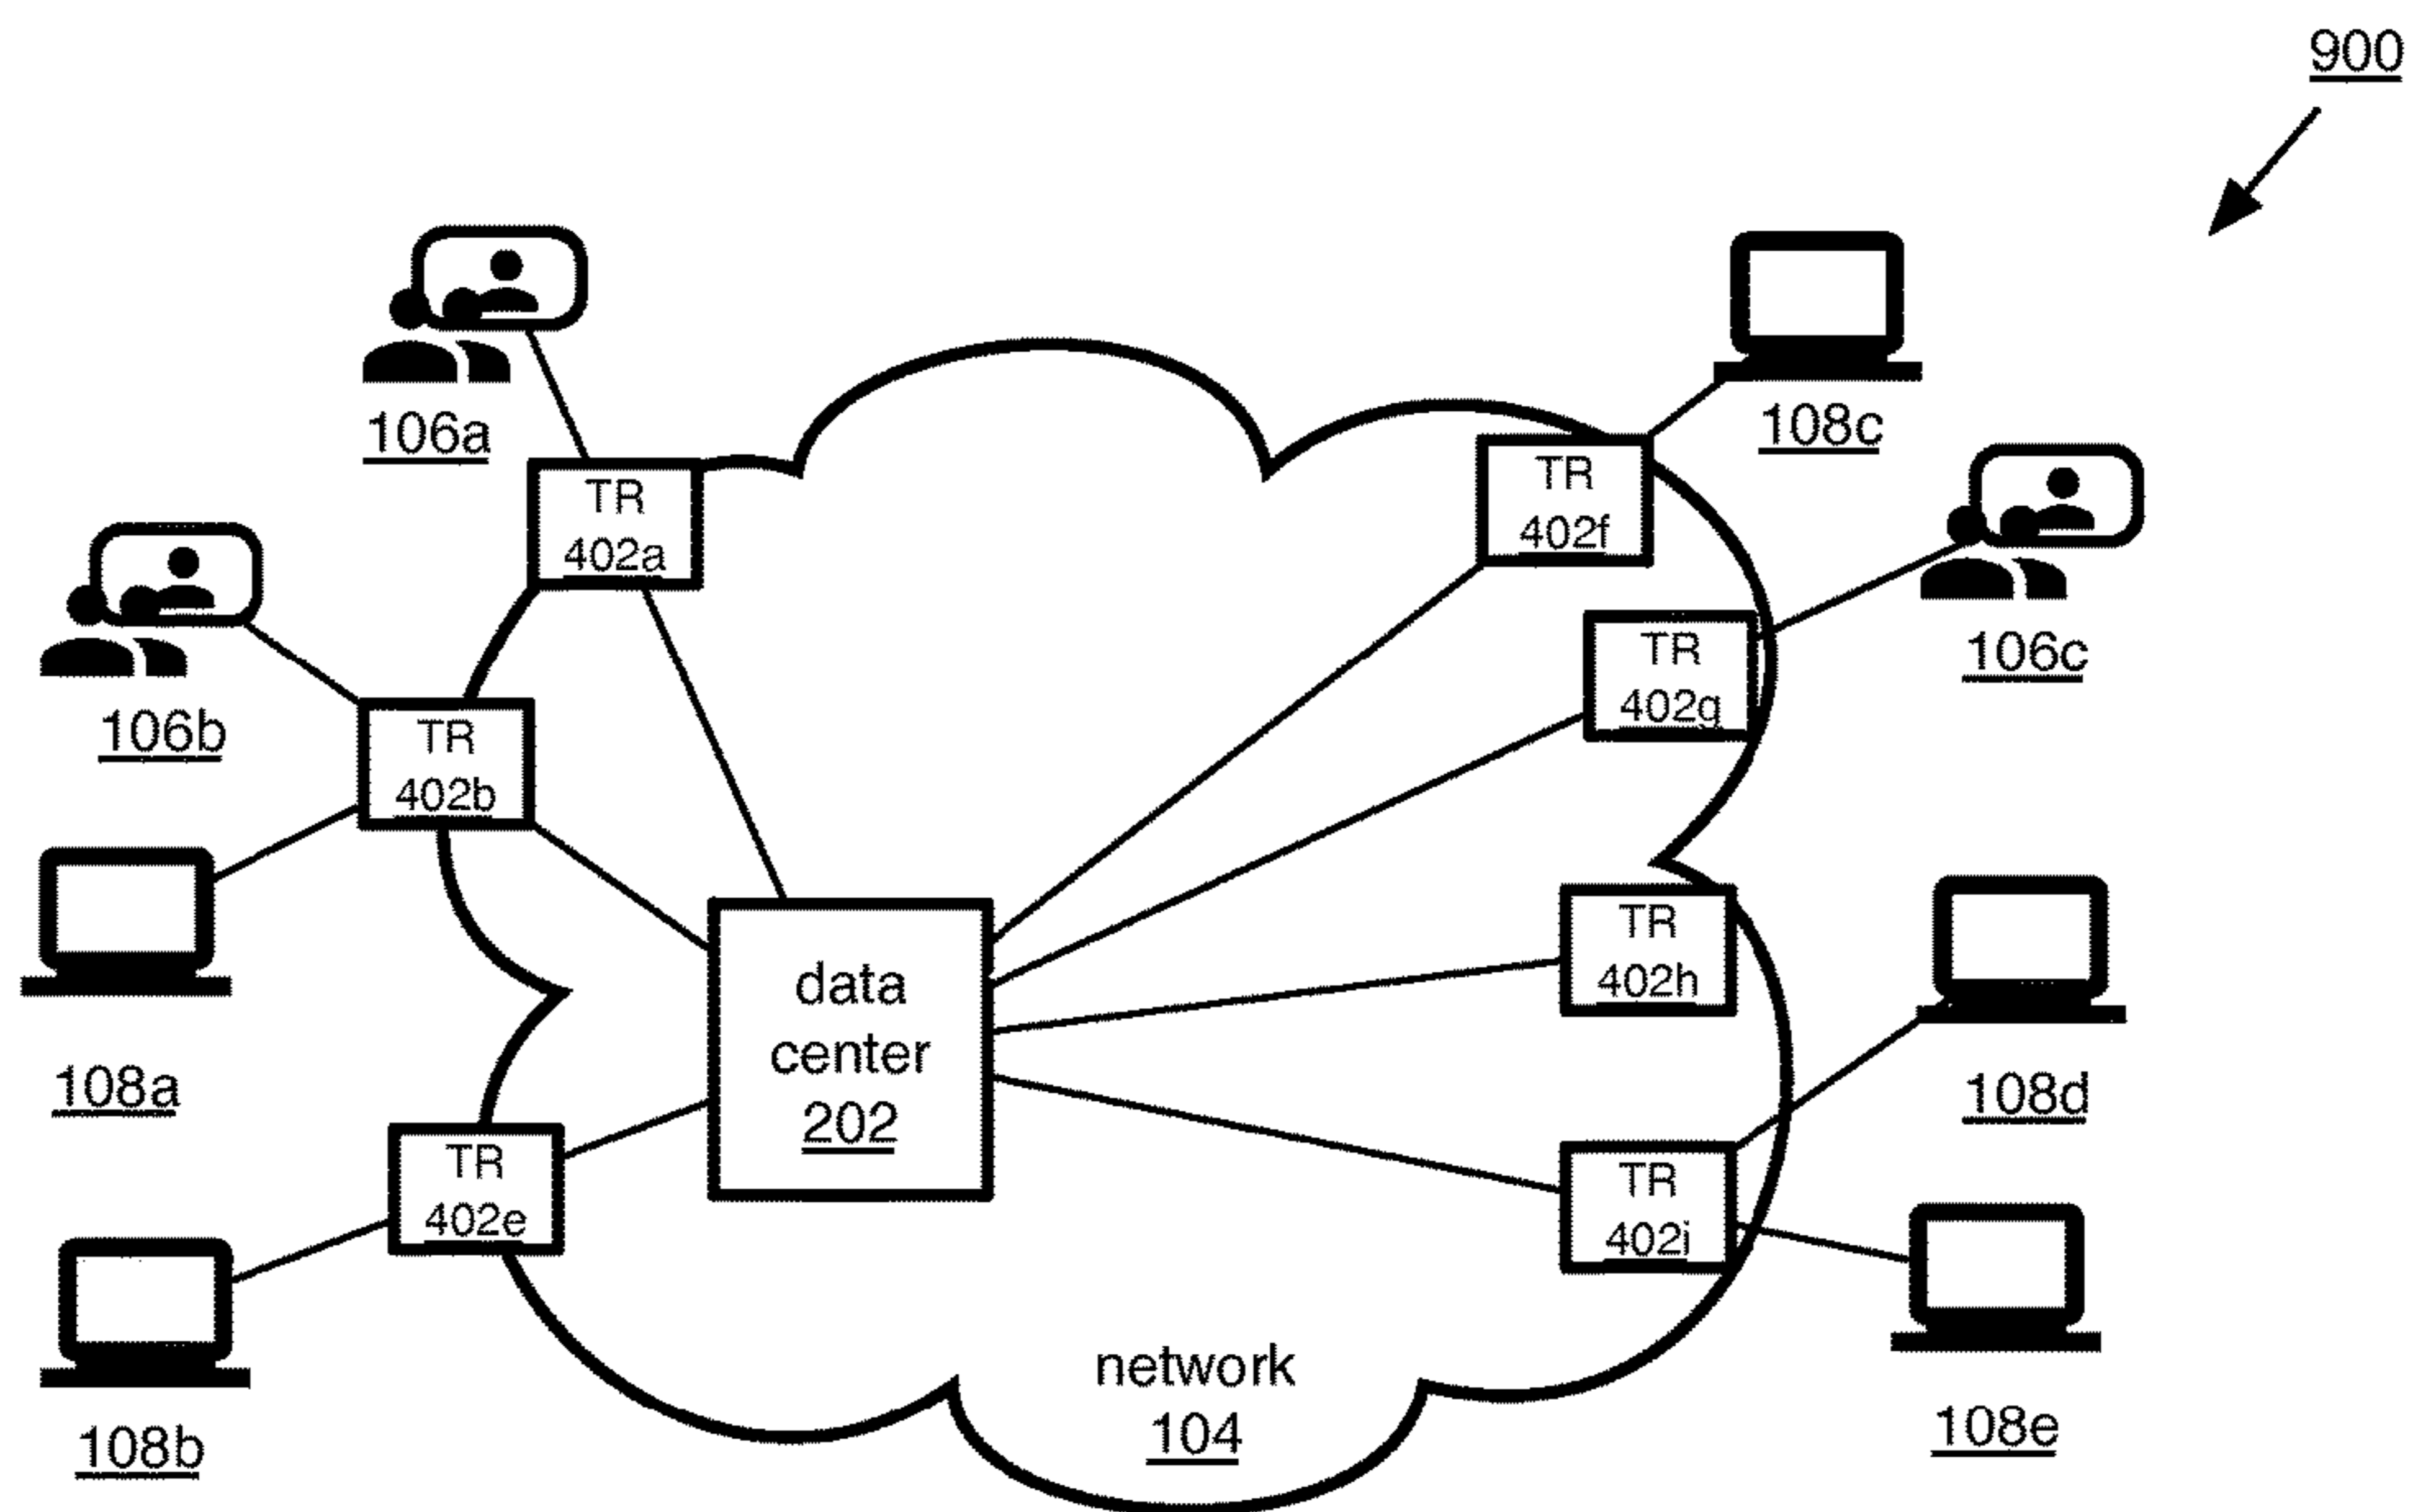 900
106a
108c
TR
402a
TR
402f
106b
106c
TR
402g
TR
402b
TR
402h
data
center
202
108a
108d
TR
402e
TR
402i
network
104
108b
108e